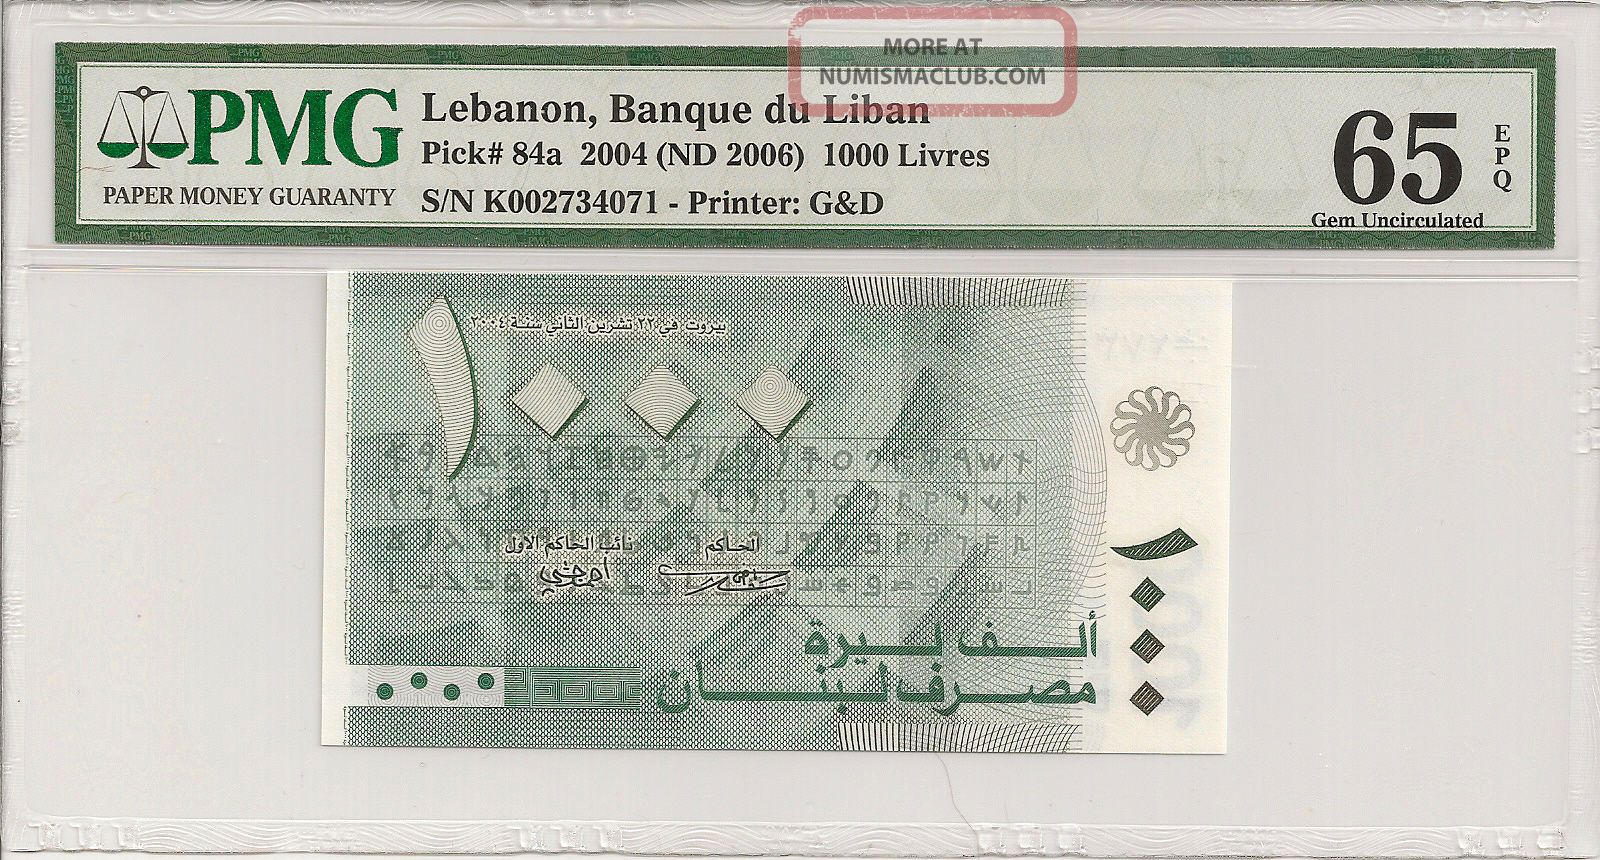 MORE AT
NUMISMACLUB.COM
PMG
PAPER MONEY GUARANTY
Lebanon, Banque du Liban
Pick# 84a 2004 (ND 2006) 1000 Livres
S/N K002734071 - Printer: G&D
65
EPQ
Gem Uncirculated
بيروت في ٢٢ تشرين الثاني سنة ٢٠٠٤
١٠٠٠
الحاكم
نائب الحاكم الأول
١٠٠٠
ألف ليرة
مصرف لبنان